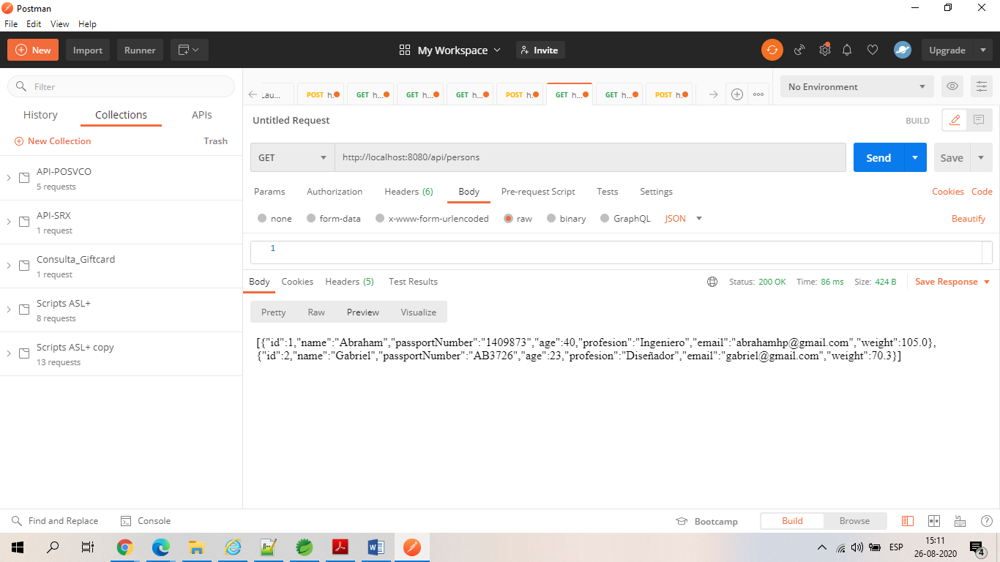 Postman
File Edit View Help
New Import Runner My Workspace Invite Upgrade
Filter
History Collections APIs
New Collection Trash
API-POSVCO
5 requests
API-SRX
1 request
Consulta_Giftcard
1 request
Scripts ASL+
8 requests
Scripts ASL+ copy
13 requests
Lau... POST h. GET h... GET h... GET h... POST h. GET h... GET h... POST h.
No Environment
Untitled Request BUILD
GET http://localhost:8080/api/persons Send Save
Params Authorization Headers (6) Body Pre-request Script Tests Settings Cookies Code
none form-data x-www-form-urlencoded raw binary GraphQL JSON Beautify
1
Body Cookies Headers (5) Test Results Status: 200 OK Time: 86 ms Size: 424 B Save Response
Pretty Raw Preview Visualize
[{"id":1,"name":"Abraham","passportNumber":"1409873","age":40,"profesion":"Ingeniero","email":"abrahamhp@gmail.com","weight":105.0},
{"id":2,"name":"Gabriel","passportNumber":"AB3726","age":23,"profesion":"Diseñador","email":"gabriel@gmail.com","weight":70.3}]
Find and Replace Console Bootcamp Build Browse
ESP 15:11
26-08-2020 4